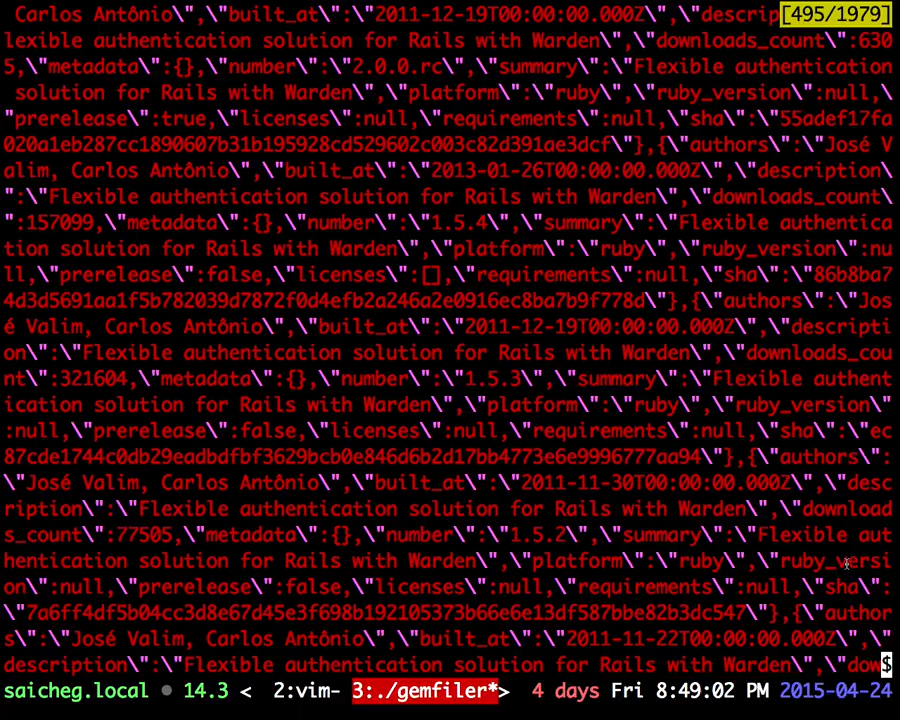 Carlos Antônio\",\"built_at\":\"2011-12-19T00:00:00.000Z\",\"descrip[495/1979]
lexible authentication solution for Rails with Warden\",\"downloads_count\":630
5,\"metadata\":{},\"number\":\"2.0.0.rc\",\"summary\":\"Flexible authentication
 solution for Rails with Warden\",\"platform\":\"ruby\",\"ruby_version\":null,\
"prerelease\":true,\"licenses\":null,\"requirements\":null,\"sha\":\"55adef17fa
020a1eb287cc1890607b31b195928cd529602c003c82d391ae3dcf\"},{\"authors\":\"José V
alim, Carlos Antônio\",\"built_at\":\"2013-01-26T00:00:00.000Z\",\"description\
":\"Flexible authentication solution for Rails with Warden\",\"downloads_count\
":157099,\"metadata\":{},\"number\":\"1.5.4\",\"summary\":\"Flexible authentica
tion solution for Rails with Warden\",\"platform\":\"ruby\",\"ruby_version\":nu
ll,\"prerelease\":false,\"licenses\":[],\"requirements\":null,\"sha\":\"86b8ba7
4d3d5691aa1f5b782039d7872f0d4efb2a246a2e0916ec8ba7b9f778d\"},{\"authors\":\"Jos
é Valim, Carlos Antônio\",\"built_at\":\"2011-12-19T00:00:00.000Z\",\"descripti
on\":\"Flexible authentication solution for Rails with Warden\",\"downloads_cou
nt\":321604,\"metadata\":{},\"number\":\"1.5.3\",\"summary\":\"Flexible authent
ication solution for Rails with Warden\",\"platform\":\"ruby\",\"ruby_version\"
:null,\"prerelease\":false,\"licenses\":null,\"requirements\":null,\"sha\":\"ec
87cde1744c0db29eadbdfbf3629bcb0e846d6b2d17bb4773e6e9996777aa94\"},{\"authors\":
\"José Valim, Carlos Antônio\",\"built_at\":\"2011-11-30T00:00:00.000Z\",\"desc
ription\":\"Flexible authentication solution for Rails with Warden\",\"download
s_count\":77505,\"metadata\":{},\"number\":\"1.5.2\",\"summary\":\"Flexible aut
hentication solution for Rails with Warden\",\"platform\":\"ruby\",\"ruby_versi
on\":null,\"prerelease\":false,\"licenses\":null,\"requirements\":null,\"sha\":
\"7a6ff4df5b04cc3d8e67d45e3f698b192105373b66e6e13df587bbe82b3dc547\"},{\"author
s\":\"José Valim, Carlos Antônio\",\"built_at\":\"2011-11-22T00:00:00.000Z\",\"
description\":\"Flexible authentication solution for Rails with Warden\",\"dow$
saicheg.local ● 14.3 < 2:vim- 3:./gemfiler*> 4 days Fri 8:49:02 PM 2015-04-24